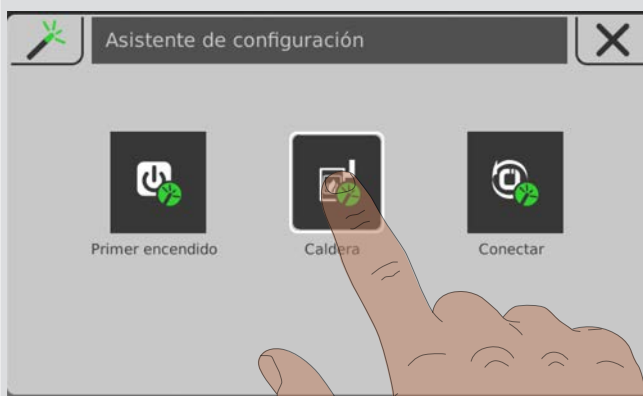 Asistente de configuración
Primer encendido
Caldera
Conectar